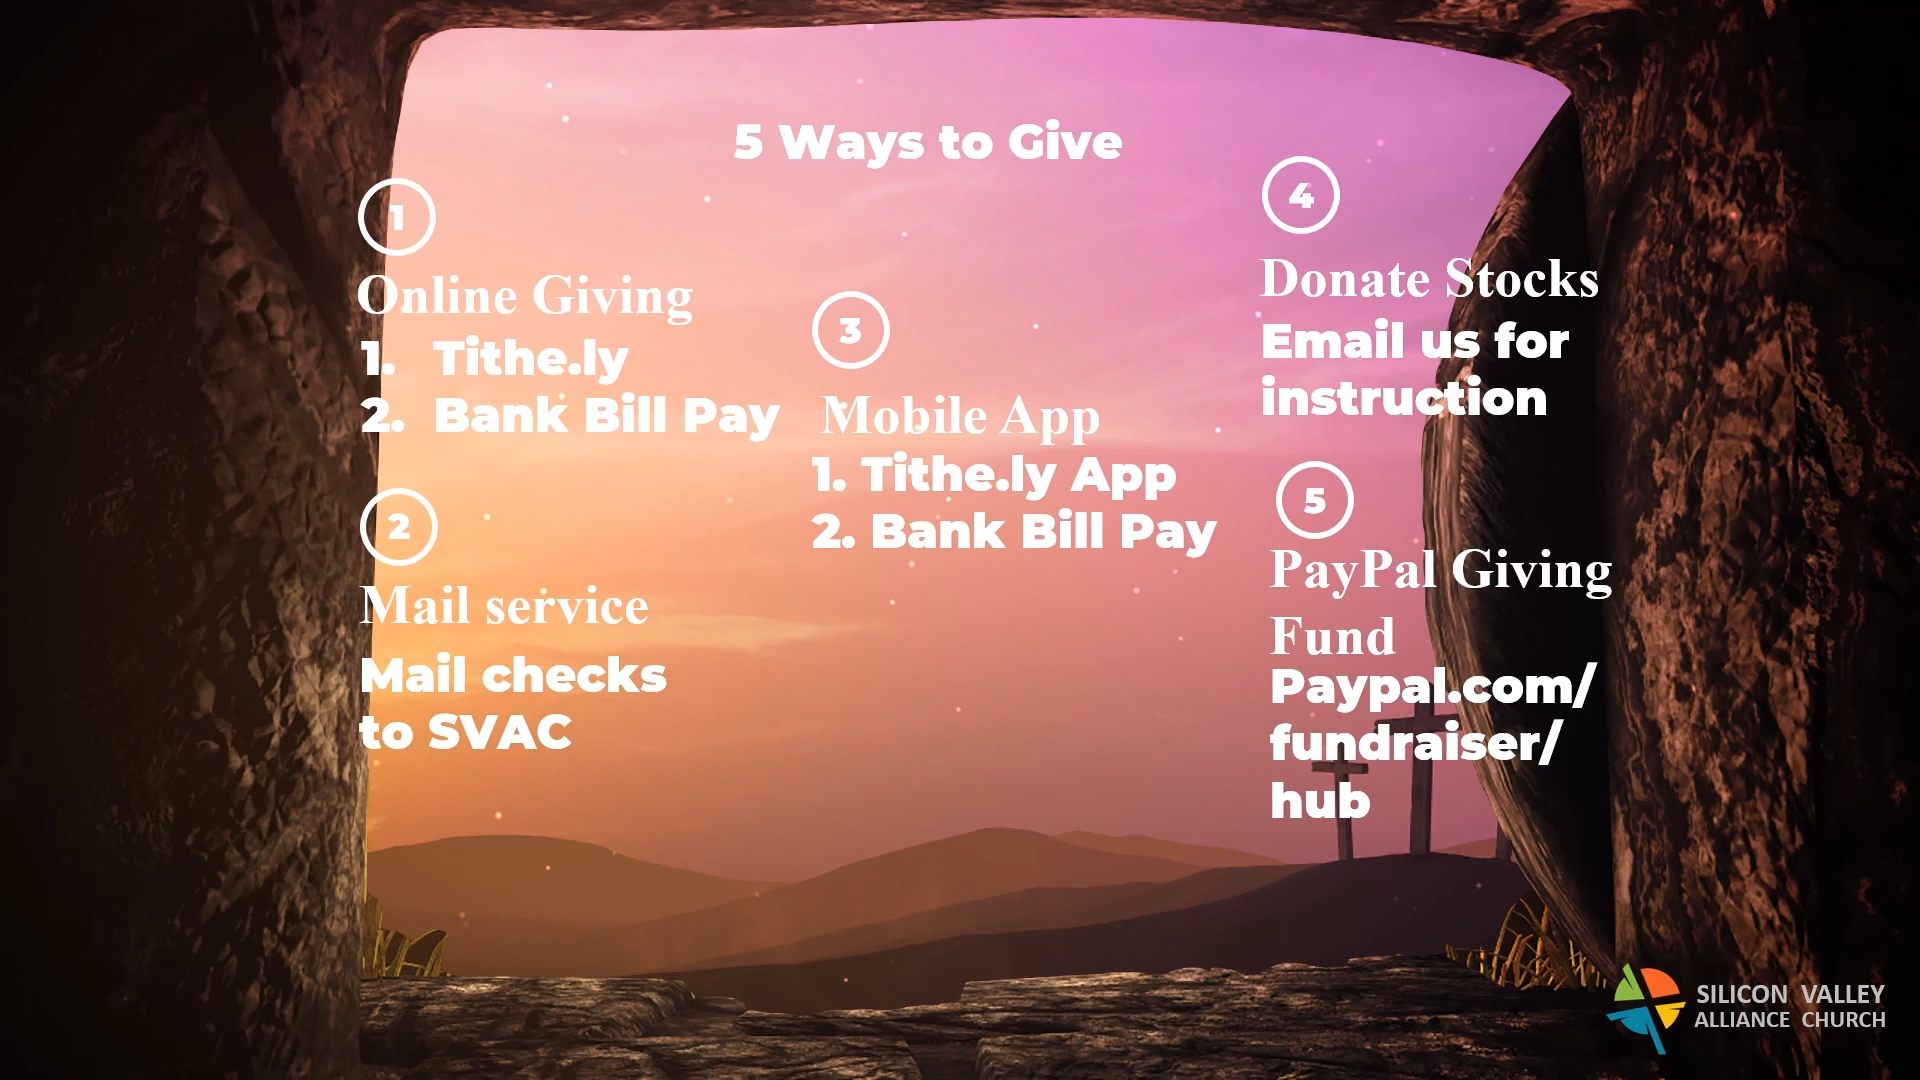 5 Ways to Give
1
Online Giving
1. Tithe.ly
2. Bank Bill Pay
2
Mail service
Mail checks
to SVAC
3
Mobile App
1. Tithe.ly App
2. Bank Bill Pay
4
Donate Stocks
Email us for
instruction
5
PayPal Giving
Fund
Paypal.com/
fundraiser/
hub
SILICON VALLEY
ALLIANCE CHURCH